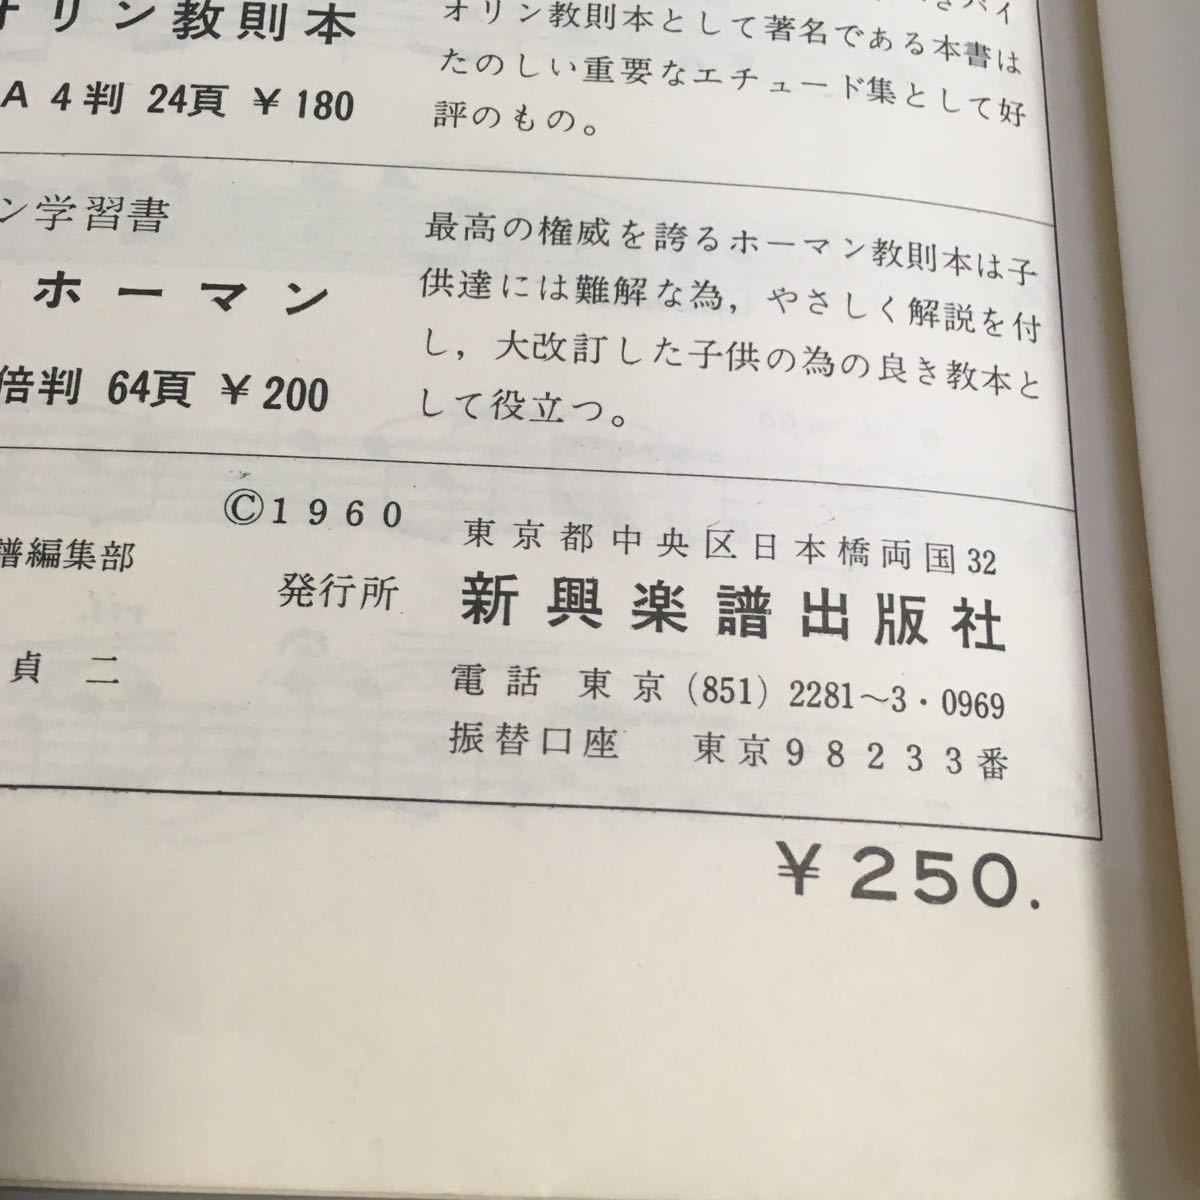 オリン教則本
A4判 24頁 ¥180
オリン教則本として著名である本書は
たのしい重要なエチュード集として好
評のもの。
ン学習書
ホーマン
倍判 64頁 ¥200
最高の権威を誇るホーマン教則本は子
供達には難解な為，やさしく解説を付
し，大改訂した子供の為の良き教本と
して役立つ。
©1960
譜編集部
発行所
貞二
東京都中央区日本橋両国32
新興楽譜出版社
電話 東京(851)2281〜3・0969
振替口座 東京98233番
¥250.